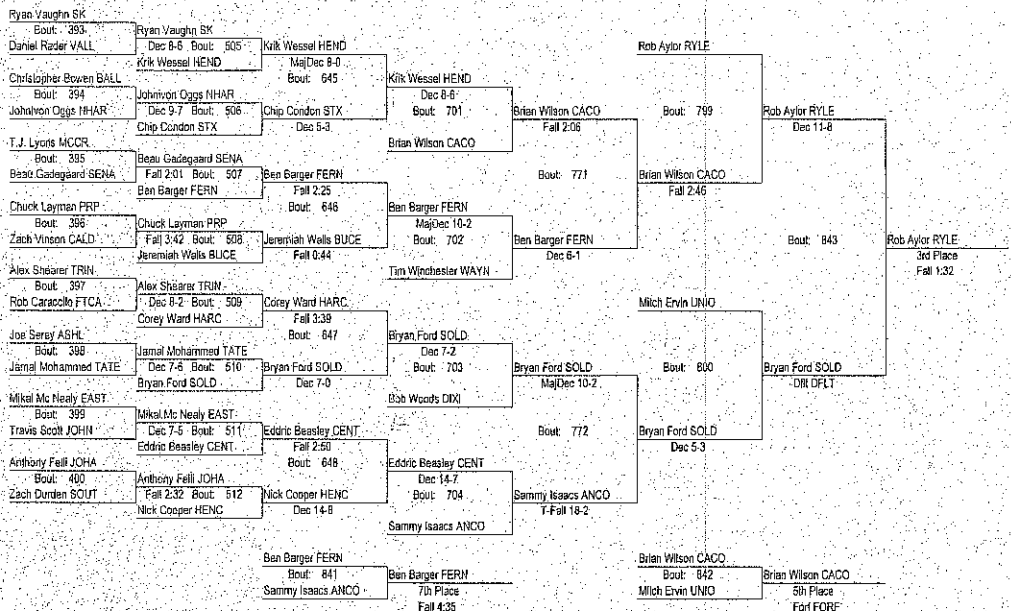 Ryan Vaughn SK
Bout: 393
Daniel Rader VALL
Christopher Bowen BALL
Bout: 394
Johnivon Oggs NHAR
T.J. Lyons MCCR
Bout: 395
Beau Gadegaard SENA
Chuck Layman PRP
Bout: 396
Zach Vinson CALD
Alex Shearer TRIN
Bout: 397
Rob Caraccilo FTCA
Joe Serey ASHL
Bout: 398
Jamal Mohammed TATE
Mikal Mc Nealy EAST
Bout: 399
Travis Scott JOHN
Anthony Felli JOHA
Bout: 400
Zach Durden SOUT
Ryan Vaughn SK
Dec 8-6 Bout: 505
Krik Wessel HEND
Johnivon Oggs NHAR
Dec 9-7 Bout: 506
Chip Condon STX
Beau Gadegaard SENA
Fall 2:01 Bout: 507
Ben Barger FERN
Chuck Layman PRP
Fall 3:42 Bout: 508
Jeremiah Walls BUCE
Alex Shearer TRIN
Dec 8-2 Bout: 509
Corey Ward HARC
Jamal Mohammed TATE
Dec 7-6 Bout: 510
Bryan Ford SOLD
Mikal Mc Nealy EAST
Dec 7-5 Bout: 511
Eddric Beasley CENT
Anthony Felli JOHA
Fall 2:32 Bout: 512
Nick Cooper HENC
Krik Wessel HEND
MajDec 8-0
Bout: 645
Chip Condon STX
Dec 5-3
Ben Barger FERN
Fall 2:25
Bout: 646
Jeremiah Walls BUCE
Fall 0:44
Corey Ward HARC
Fall 3:39
Bout: 647
Bryan Ford SOLD
Dec 7-0
Eddric Beasley CENT
Fall 2:50
Bout: 648
Nick Cooper HENC
Dec 14-8
Krik Wessel HEND
Dec 8-6
Bout: 701
Brian Wilson CACO
Ben Barger FERN
MajDec 10-2
Bout: 702
Tim Winchester WAYN
Bryan Ford SOLD
Dec 7-2
Bout: 703
Bob Woods DIXI
Eddric Beasley CENT
Dec 14-7
Bout: 704
Sammy Isaacs ANCO
Brian Wilson CACO
Fall 2:06
Bout: 771
Ben Barger FERN
Dec 6-1
Bryan Ford SOLD
MajDec 10-2
Bout: 772
Sammy Isaacs ANCO
T-Fall 18-2
Rob Aylor RYLE
Bout: 799
Brian Wilson CACO
Fall 2:46
Mitch Ervin UNIO
Bout: 800
Bryan Ford SOLD
Dec 5-3
Rob Aylor RYLE
Dec 11-8
Bout: 843
Bryan Ford SOLD
Dflt DFLT
Rob Aylor RYLE
3rd Place
Fall 1:32
Ben Barger FERN
Bout: 841
Sammy Isaacs ANCO
Ben Barger FERN
7th Place
Fall 4:35
Brian Wilson CACO
Bout: 842
Mitch Ervin UNIO
Brian Wilson CACO
5th Place
Forf FORF